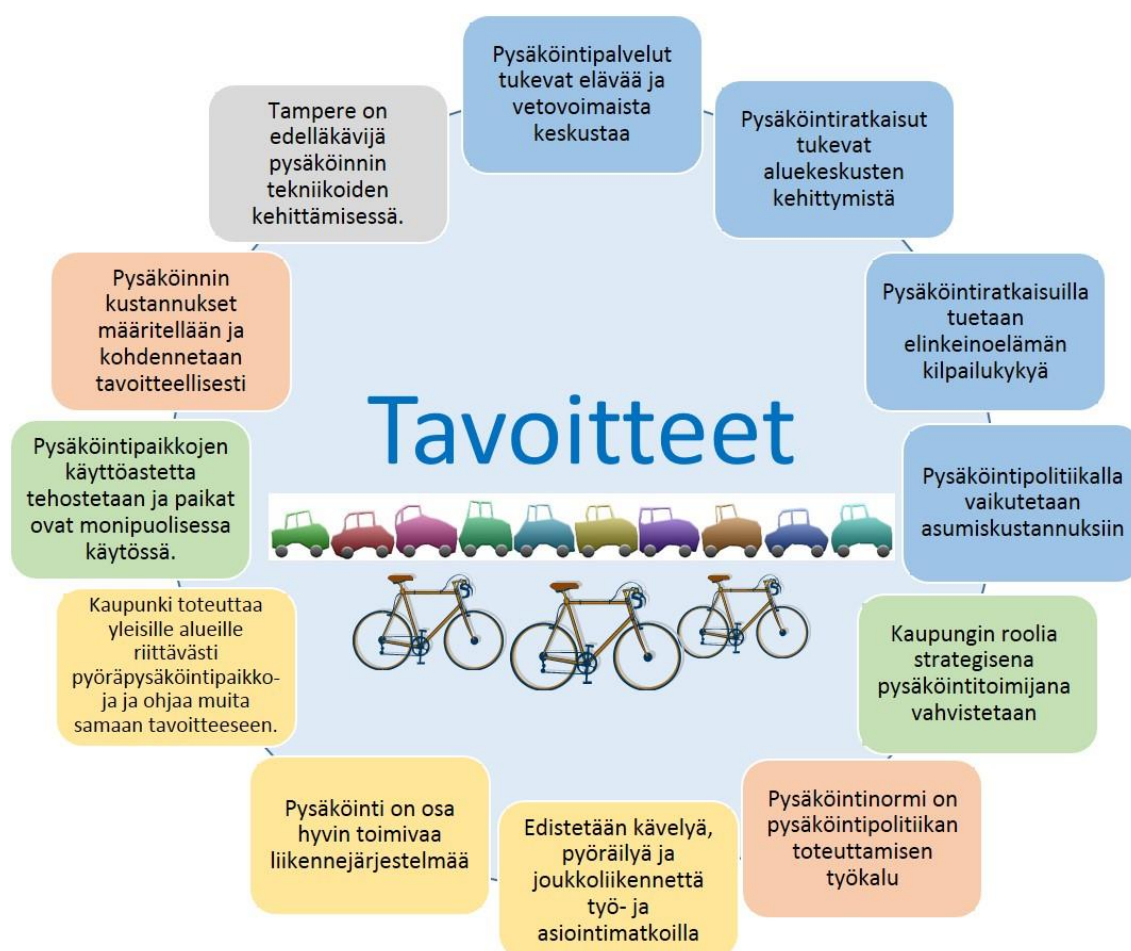 Pysäköintipalvelut
tukevat elävää ja
vetovoimaista
keskustaa
Pysäköintiratkaisut
tukevat
aluekeskusten
kehittymistä
Pysäköintiratkaisuilla
tuetaan
elinkeinoelämän
kilpailukykyä
Pysäköintipolitiikalla
vaikutetaan
asumiskustannuksiin
Kaupungin roolia
strategisena
pysäköintitoimijana
vahvistetaan
Pysäköintinormi on
pysäköintipolitiikan
toteuttamisen
työkalu
Edistetään kävelyä,
pyöräilyä ja
joukkoliikennettä
työ- ja
asiointimatkoilla
Pysäköinti on osa
hyvin toimivaa
liikennejärjestelmää
Kaupunki toteuttaa
yleisille alueille
riittävästi
pyöräpysäköintipaikko-
ja ja ohjaa muita
samaan tavoitteeseen.
Pysäköintipaikkojen
käyttöastetta
tehostetaan ja paikat
ovat monipuolisessa
käytössä.
Pysäköinnin
kustannukset
määritellään ja
kohdennetaan
tavoitteellisesti
Tampere on
edelläkävijä
pysäköinnin
tekniikoiden
kehittämisessä.
Tavoitteet